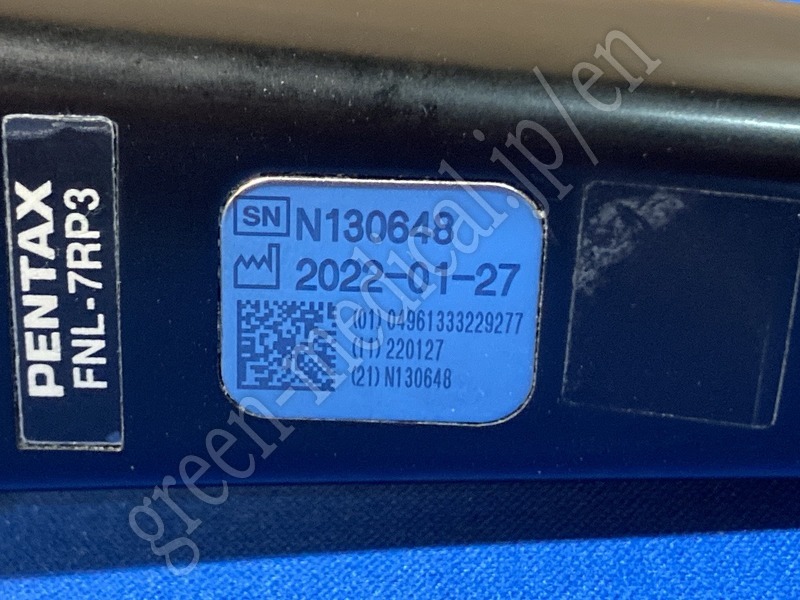 PENTAX
FNL-7RP3
SN N130648
2022-01-27
(01) 04961333229277
(11) 220127
(21) N130648
green-medical.jp/en